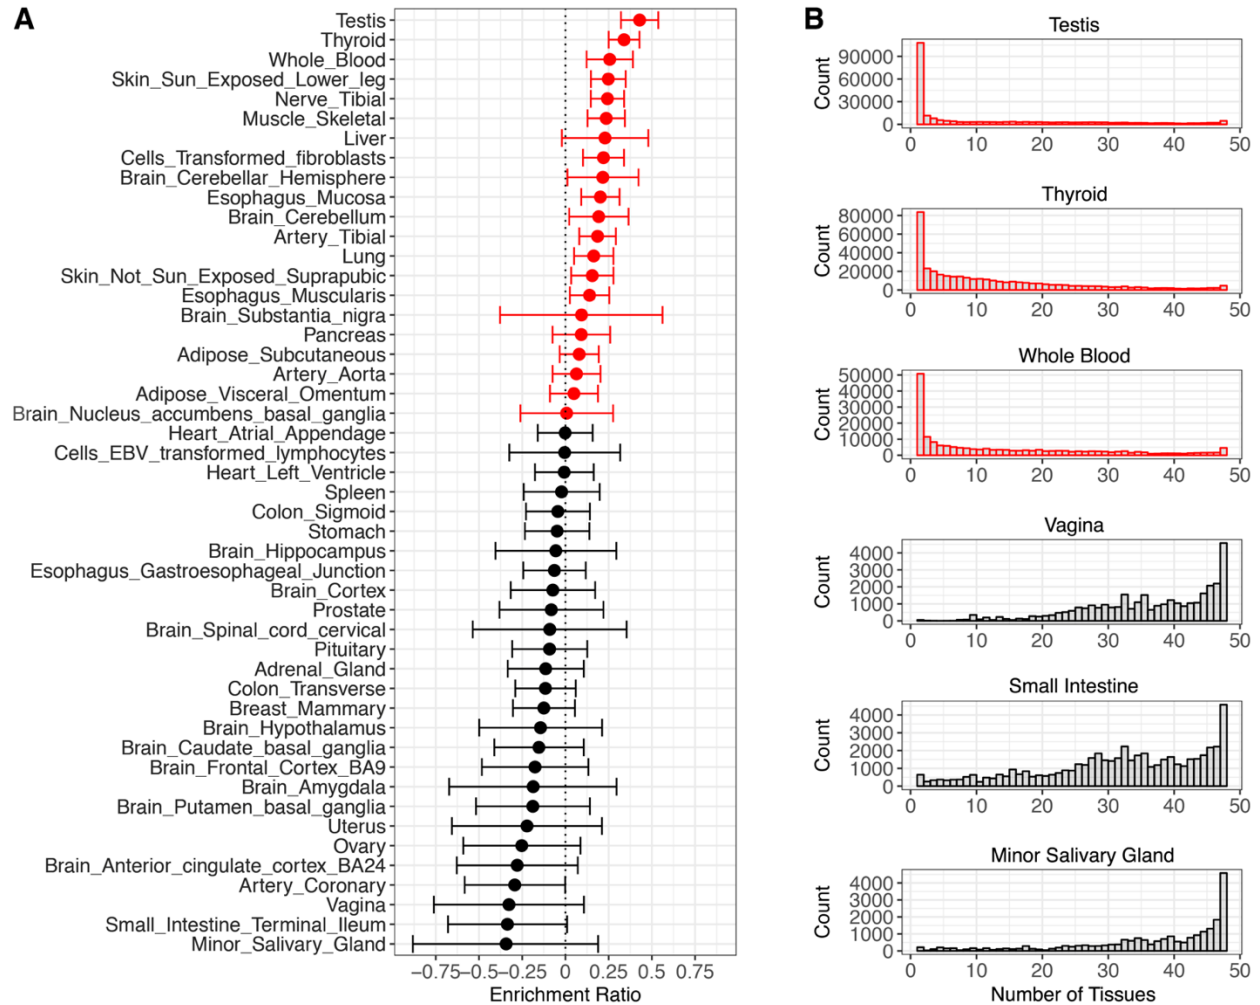 A
Testis
Thyroid
Whole_Blood
Skin_Sun_Exposed_Lower_leg
Nerve_Tibial
Muscle_Skeletal
Liver
Cells_Transformed_fibroblasts
Brain_Cerebellar_Hemisphere
Esophagus_Mucosa
Brain_Cerebellum
Artery_Tibial
Lung
Skin_Not_Sun_Exposed_Suprapubic
Esophagus_Muscularis
Brain_Substantia_nigra
Pancreas
Adipose_Subcutaneous
Artery_Aorta
Adipose_Visceral_Omentum
Brain_Nucleus_accumbens_basal_ganglia
Heart_Atrial_Appendage
Cells_EBV_transformed_lymphocytes
Heart_Left_Ventricle
Spleen
Colon_Sigmoid
Stomach
Brain_Hippocampus
Esophagus_Gastroesophageal_Junction
Brain_Cortex
Prostate
Brain_Spinal_cord_cervical
Pituitary
Adrenal_Gland
Colon_Transverse
Breast_Mammary
Brain_Hypothalamus
Brain_Caudate_basal_ganglia
Brain_Frontal_Cortex_BA9
Brain_Amygdala
Brain_Putamen_basal_ganglia
Uterus
Ovary
Brain_Anterior_cingulate_cortex_BA24
Artery_Coronary
Vagina
Small_Intestine_Terminal_Ileum
Minor_Salivary_Gland
−0.75 −0.5 −0.25 0 0.25 0.5 0.75
Enrichment Ratio
B
Testis
Count
90000
60000
30000
0
0 10 20 30 40 50
Thyroid
Count
80000
60000
40000
20000
0
0 10 20 30 40 50
Whole Blood
Count
50000
40000
30000
20000
10000
0
0 10 20 30 40 50
Vagina
Count
4000
3000
2000
1000
0
0 10 20 30 40 50
Small Intestine
Count
4000
3000
2000
1000
0
0 10 20 30 40 50
Minor Salivary Gland
Count
4000
3000
2000
1000
0
0 10 20 30 40 50
Number of Tissues